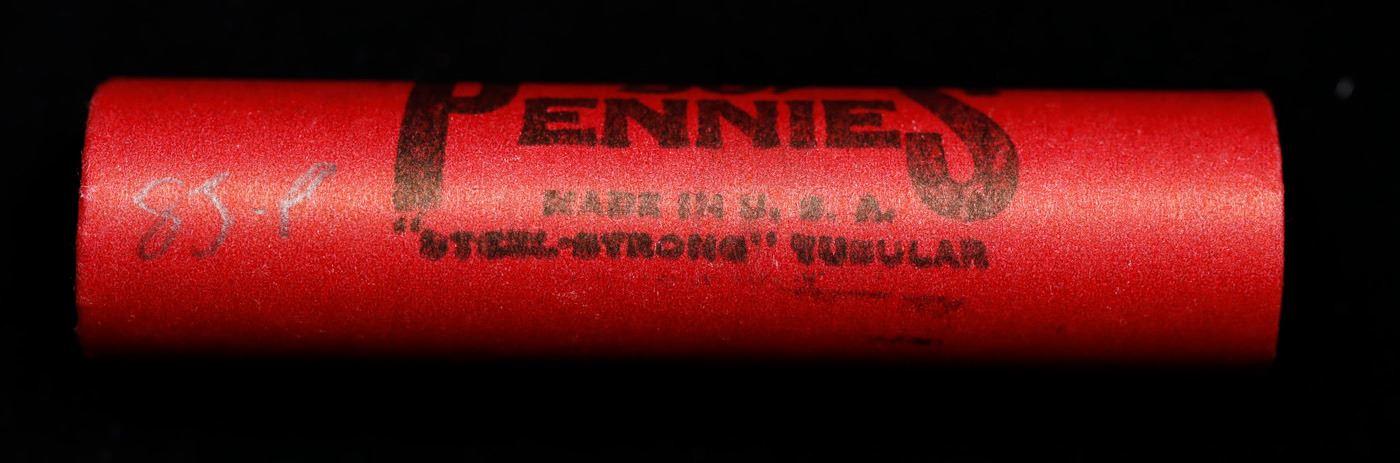 PENNIES
MADE IN U. S. A.
"STEEL-STRONG" TUBULAR
85-P